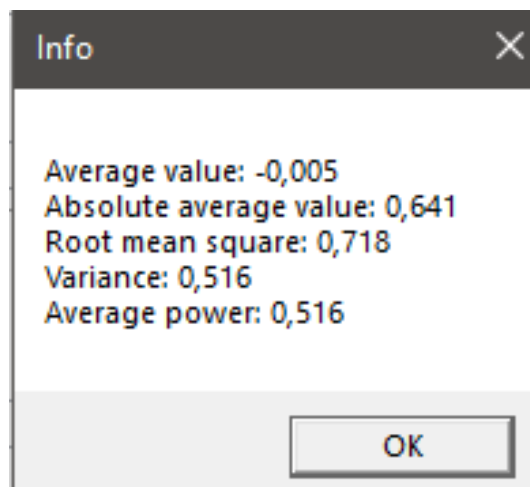 Info
Average value: -0,005
Absolute average value: 0,641
Root mean square: 0,718
Variance: 0,516
Average power: 0,516
OK